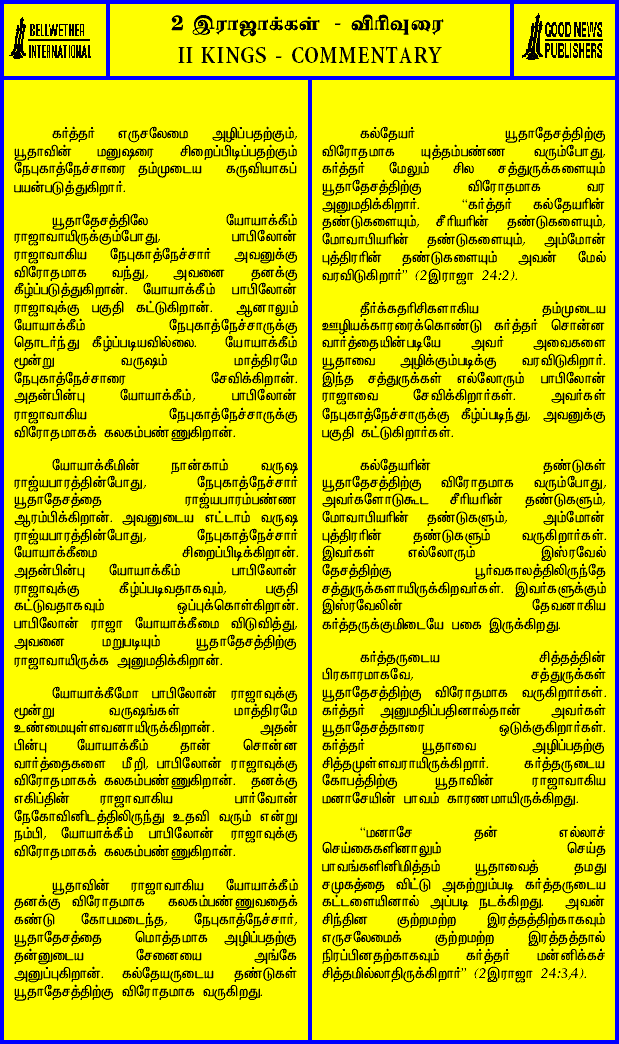 BELLWETHER
INTERNATIONAL
2 இராஜாக்கள் - விரிவுரை
II KINGS - COMMENTARY
GOOD NEWS
PUBLISHERS
கர்த்தர் எருசலேமை அழிப்பதற்கும்,
யூதாவின் மனுஷரை சிறைப்பிடிப்பதற்கும்
நேபுகாத்நேச்சாரை தம்முடைய கருவியாகப்
பயன்படுத்துகிறார்.
யூதாதேசத்திலே யோயாக்கீம்
ராஜாவாயிருக்கும்போது, பாபிலோன்
ராஜாவாகிய நேபுகாத்நேச்சார் அவனுக்கு
விரோதமாக வந்து, அவனை தனக்கு
கீழ்ப்படுத்துகிறான். யோயாக்கீம் பாபிலோன்
ராஜாவுக்கு பகுதி கட்டுகிறான். ஆனாலும்
யோயாக்கீம் நேபுகாத்நேச்சாருக்கு
தொடர்ந்து கீழ்ப்படியவில்லை. யோயாக்கீம்
மூன்று வருஷம் மாத்திரமே
நேபுகாத்நேச்சாரை சேவிக்கிறான்.
அதன்பின்பு யோயாக்கீம், பாபிலோன்
ராஜாவாகிய நேபுகாத்நேச்சாருக்கு
விரோதமாகக் கலகம்பண்ணுகிறான்.
யோயாக்கீமின் நான்காம் வருஷ
ராஜ்யபாரத்தின்போது, நேபுகாத்நேச்சார்
யூதாதேசத்தை ராஜ்யபாரம்பண்ண
ஆரம்பிக்கிறான். அவனுடைய எட்டாம் வருஷ
ராஜ்யபாரத்தின்போது, நேபுகாத்நேச்சார்
யோயாக்கீமை சிறைப்பிடிக்கிறான்.
அதன்பின்பு யோயாக்கீம் பாபிலோன்
ராஜாவுக்கு கீழ்ப்படிவதாகவும், பகுதி
கட்டுவதாகவும் ஒப்புக்கொள்கிறான்.
பாபிலோன் ராஜா யோயாக்கீமை விடுவித்து,
அவனை மறுபடியும் யூதாதேசத்திற்கு
ராஜாவாயிருக்க அனுமதிக்கிறான்.
யோயாக்கீமோ பாபிலோன் ராஜாவுக்கு
மூன்று வருஷங்கள் மாத்திரமே
உண்மையுள்ளவனாயிருக்கிறான். அதன்
பின்பு யோயாக்கீம் தான் சொன்ன
வார்த்தைகளை மீறி, பாபிலோன் ராஜாவுக்கு
விரோதமாகக் கலகம்பண்ணுகிறான். தனக்கு
எகிப்தின் ராஜாவாகிய பார்வோன்
நேகோவினிடத்திலிருந்து உதவி வரும் என்று
நம்பி, யோயாக்கீம் பாபிலோன் ராஜாவுக்கு
விரோதமாகக் கலகம்பண்ணுகிறான்.
யூதாவின் ராஜாவாகிய யோயாக்கீம்
தனக்கு விரோதமாக கலகம்பண்ணுவதைக்
கண்டு கோபமடைந்த, நேபுகாத்நேச்சார்,
யூதாதேசத்தை மொத்தமாக அழிப்பதற்கு
தன்னுடைய சேனையை அங்கே
அனுப்புகிறான். கல்தேயருடைய தண்டுகள்
யூதாதேசத்திற்கு விரோதமாக வருகிறது.
கல்தேயர் யூதாதேசத்திற்கு
விரோதமாக யுத்தம்பண்ண வரும்போது,
கர்த்தர் மேலும் சில சத்துருக்களையும்
யூதாதேசத்திற்கு விரோதமாக வர
அனுமதிக்கிறார். “கர்த்தர் கல்தேயரின்
தண்டுகளையும், சீரியரின் தண்டுகளையும்,
மோவாபியரின் தண்டுகளையும், அம்மோன்
புத்திரரின் தண்டுகளையும் அவன் மேல்
வரவிடுகிறார்” (2இராஜா 24:2).
தீர்க்கதரிசிகளாகிய தம்முடைய
ஊழியக்காரரைக்கொண்டு கர்த்தர் சொன்ன
வார்த்தையின்படியே அவர் அவைகளை
யூதாவை அழிக்கும்படிக்கு வரவிடுகிறார்.
இந்த சத்துருக்கள் எல்லோரும் பாபிலோன்
ராஜாவை சேவிக்கிறார்கள். அவர்கள்
நேபுகாத்நேச்சாருக்கு கீழ்ப்படிந்து, அவனுக்கு
பகுதி கட்டுகிறார்கள்.
கல்தேயரின் தண்டுகள்
யூதாதேசத்திற்கு விரோதமாக வரும்போது,
அவர்களோடுகூட சீரியரின் தண்டுகளும்,
மோவாபியரின் தண்டுகளும், அம்மோன்
புத்திரரின் தண்டுகளும் வருகிறார்கள்.
இவர்கள் எல்லோரும் இஸ்ரவேல்
தேசத்திற்கு பூர்வகாலத்திலிருந்தே
சத்துருக்களாயிருக்கிறவர்கள். இவர்களுக்கும்
இஸ்ரவேலின் தேவனாகிய
கர்த்தருக்குமிடையே பகை இருக்கிறது.
கர்த்தருடைய சித்தத்தின்
பிரகாரமாகவே, சத்துருக்கள்
யூதாதேசத்திற்கு விரோதமாக வருகிறார்கள்.
கர்த்தர் அனுமதிப்பதினால்தான் அவர்கள்
யூதாதேசத்தாரை ஒடுக்குகிறார்கள்.
கர்த்தர் யூதாவை அழிப்பதற்கு
சித்தமுள்ளவராயிருக்கிறார். கர்த்தருடைய
கோபத்திற்கு யூதாவின் ராஜாவாகிய
மனாசேயின் பாவம் காரணமாயிருக்கிறது.
“மனாசே தன் எல்லாச்
செய்கைகளினாலும் செய்த
பாவங்களினிமித்தம் யூதாவைத் தமது
சமுகத்தை விட்டு அகற்றும்படி கர்த்தருடைய
கட்டளையினால் அப்படி நடக்கிறது. அவன்
சிந்தின குற்றமற்ற இரத்தத்திற்காகவும்
எருசலேமைக் குற்றமற்ற இரத்தத்தால்
நிரப்பினதற்காகவும் கர்த்தர் மன்னிக்கச்
சித்தமில்லாதிருக்கிறார்” (2இராஜா 24:3,4).